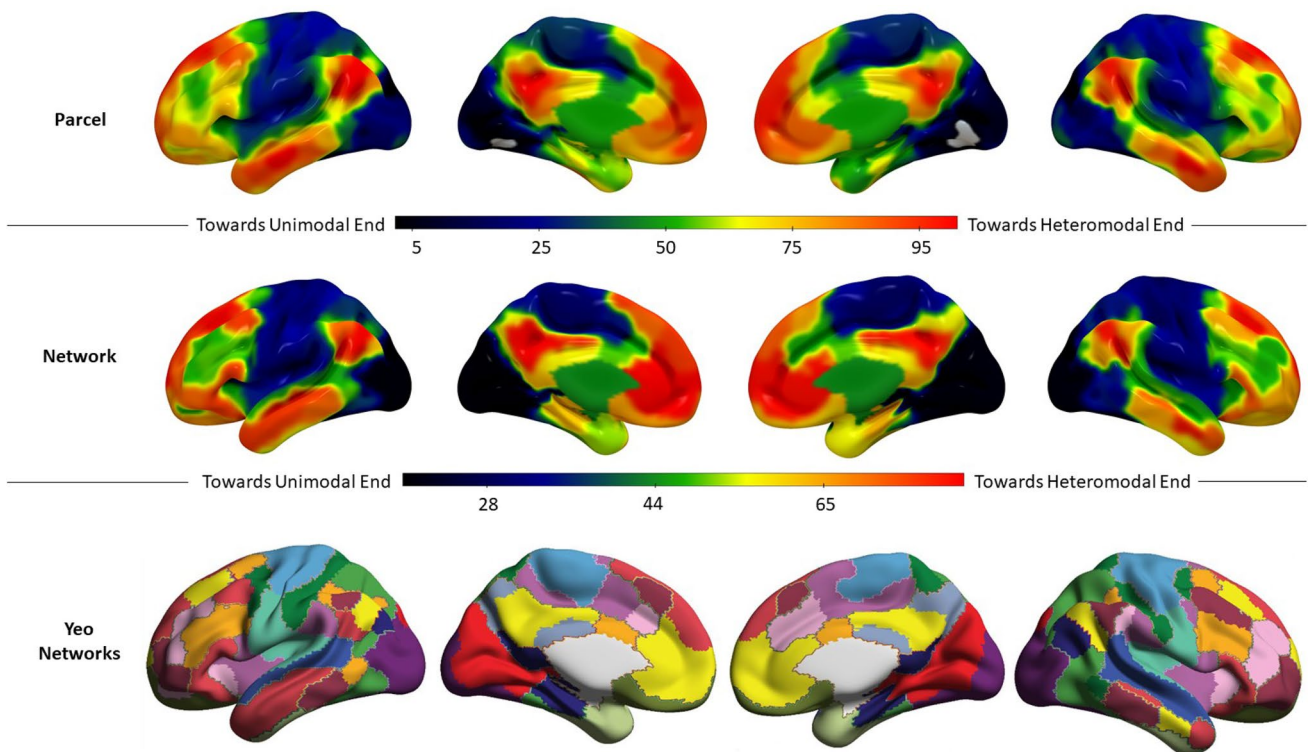 Parcel
Towards Unimodal End
Towards Heteromodal End
5 25 50 75 95
Network
Towards Unimodal End
Towards Heteromodal End
28 44 65
Yeo
Networks